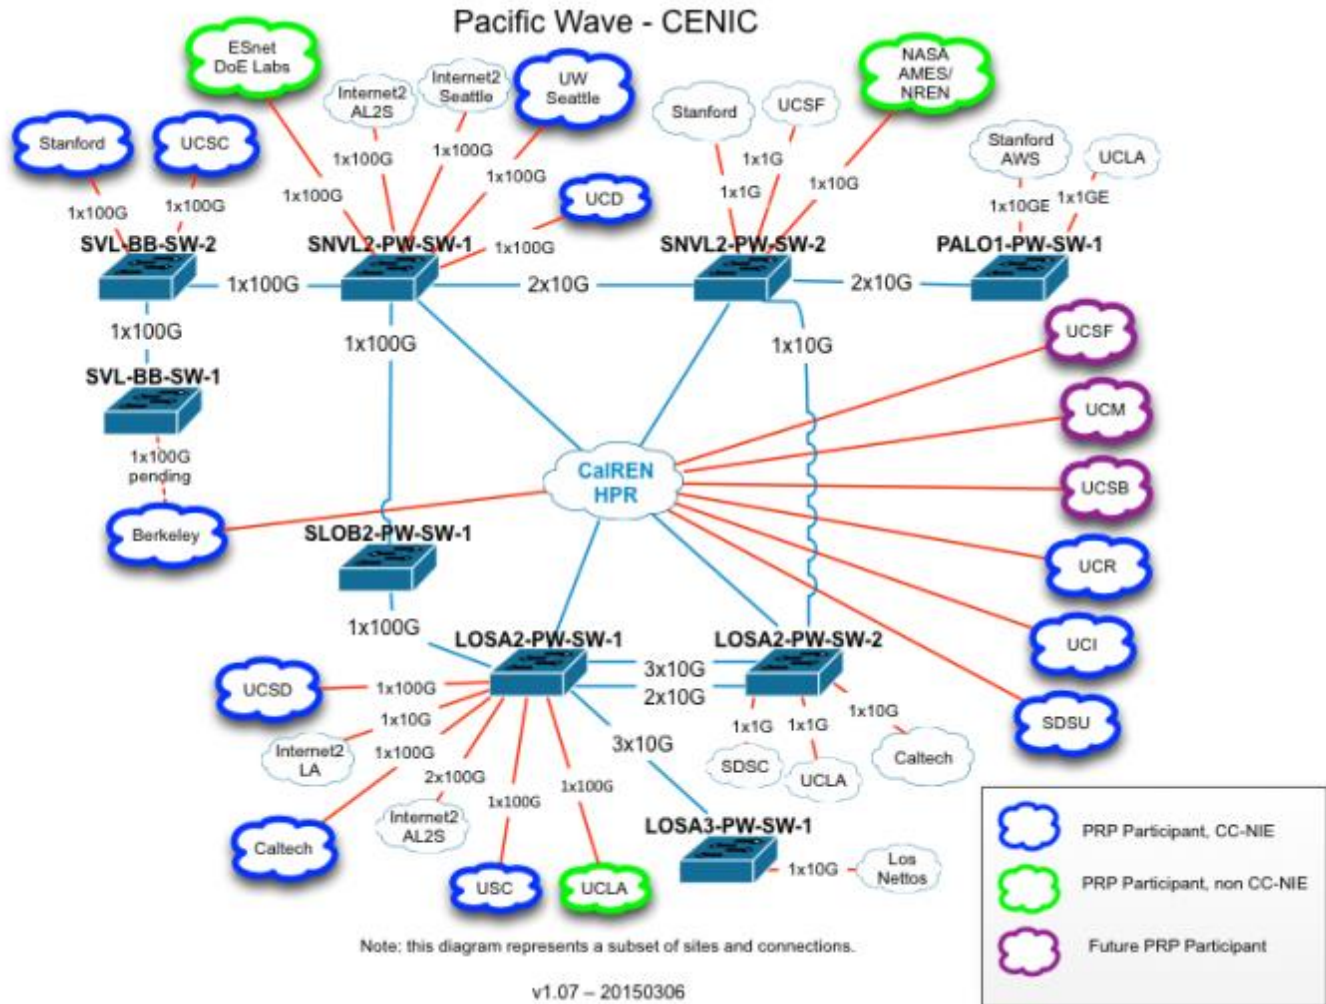 Pacific Wave - CENIC
ESnet
DoE Labs
Internet2
AL2S
Internet2
Seattle
UW
Seattle
Stanford
UCSF
NASA
AMES/
NREN
Stanford
UCSC
UCD
Stanford
AWS
UCLA
1x100G
1x100G
1x100G
1x100G
1x100G
1x100G
1x100G
1x1G
1x1G
1x10G
1x10GE
1x1GE
SVL-BB-SW-2
SNVL2-PW-SW-1
SNVL2-PW-SW-2
PALO1-PW-SW-1
1x100G
2x10G
2x10G
1x100G
1x100G
1x10G
SVL-BB-SW-1
1x100G
pending
Berkeley
CalREN
HPR
UCSF
UCM
UCSB
UCR
UCI
SDSU
SLOB2-PW-SW-1
1x100G
LOSA2-PW-SW-1
LOSA2-PW-SW-2
3x10G
2x10G
UCSD
1x100G
1x10G
Internet2
LA
1x100G
Caltech
2x100G
Internet2
AL2S
1x100G
USC
1x100G
UCLA
3x10G
1x1G
SDSC
1x1G
UCLA
1x10G
Caltech
LOSA3-PW-SW-1
1x10G
Los
Nettos
PRP Participant, CC-NIE
PRP Participant, non CC-NIE
Future PRP Participant
Note: this diagram represents a subset of sites and connections.
v1.07 – 20150306